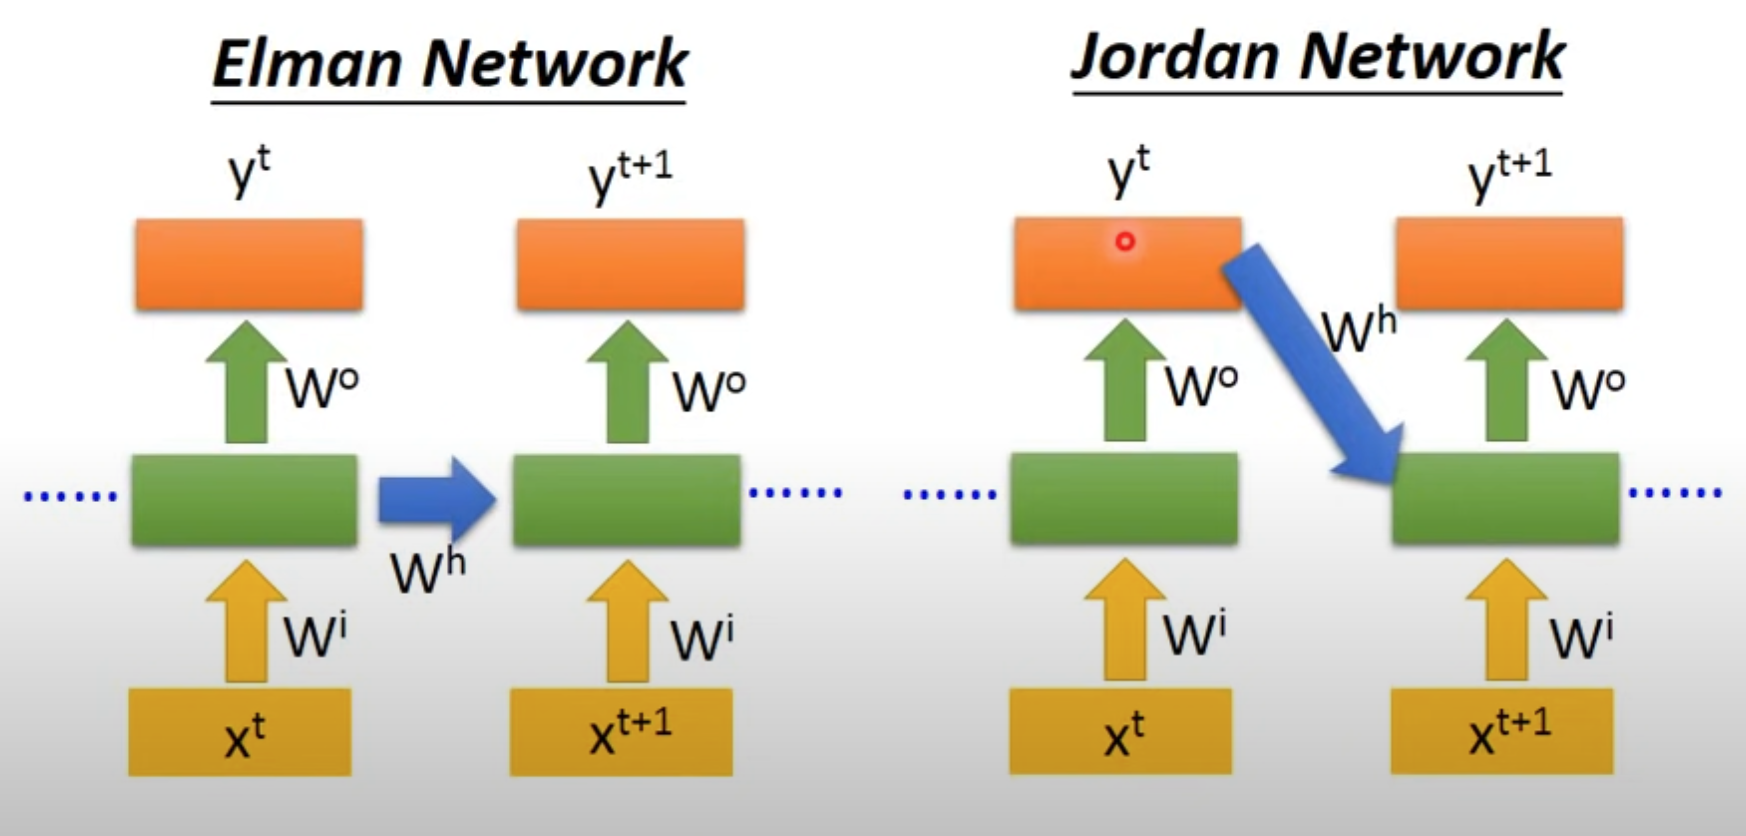 Elman Network
y^t
y^{t+1}
W^o
W^o
W^h
W^i
W^i
x^t
x^{t+1}
Jordan Network
y^t
y^{t+1}
W^h
W^o
W^o
W^i
W^i
x^t
x^{t+1}